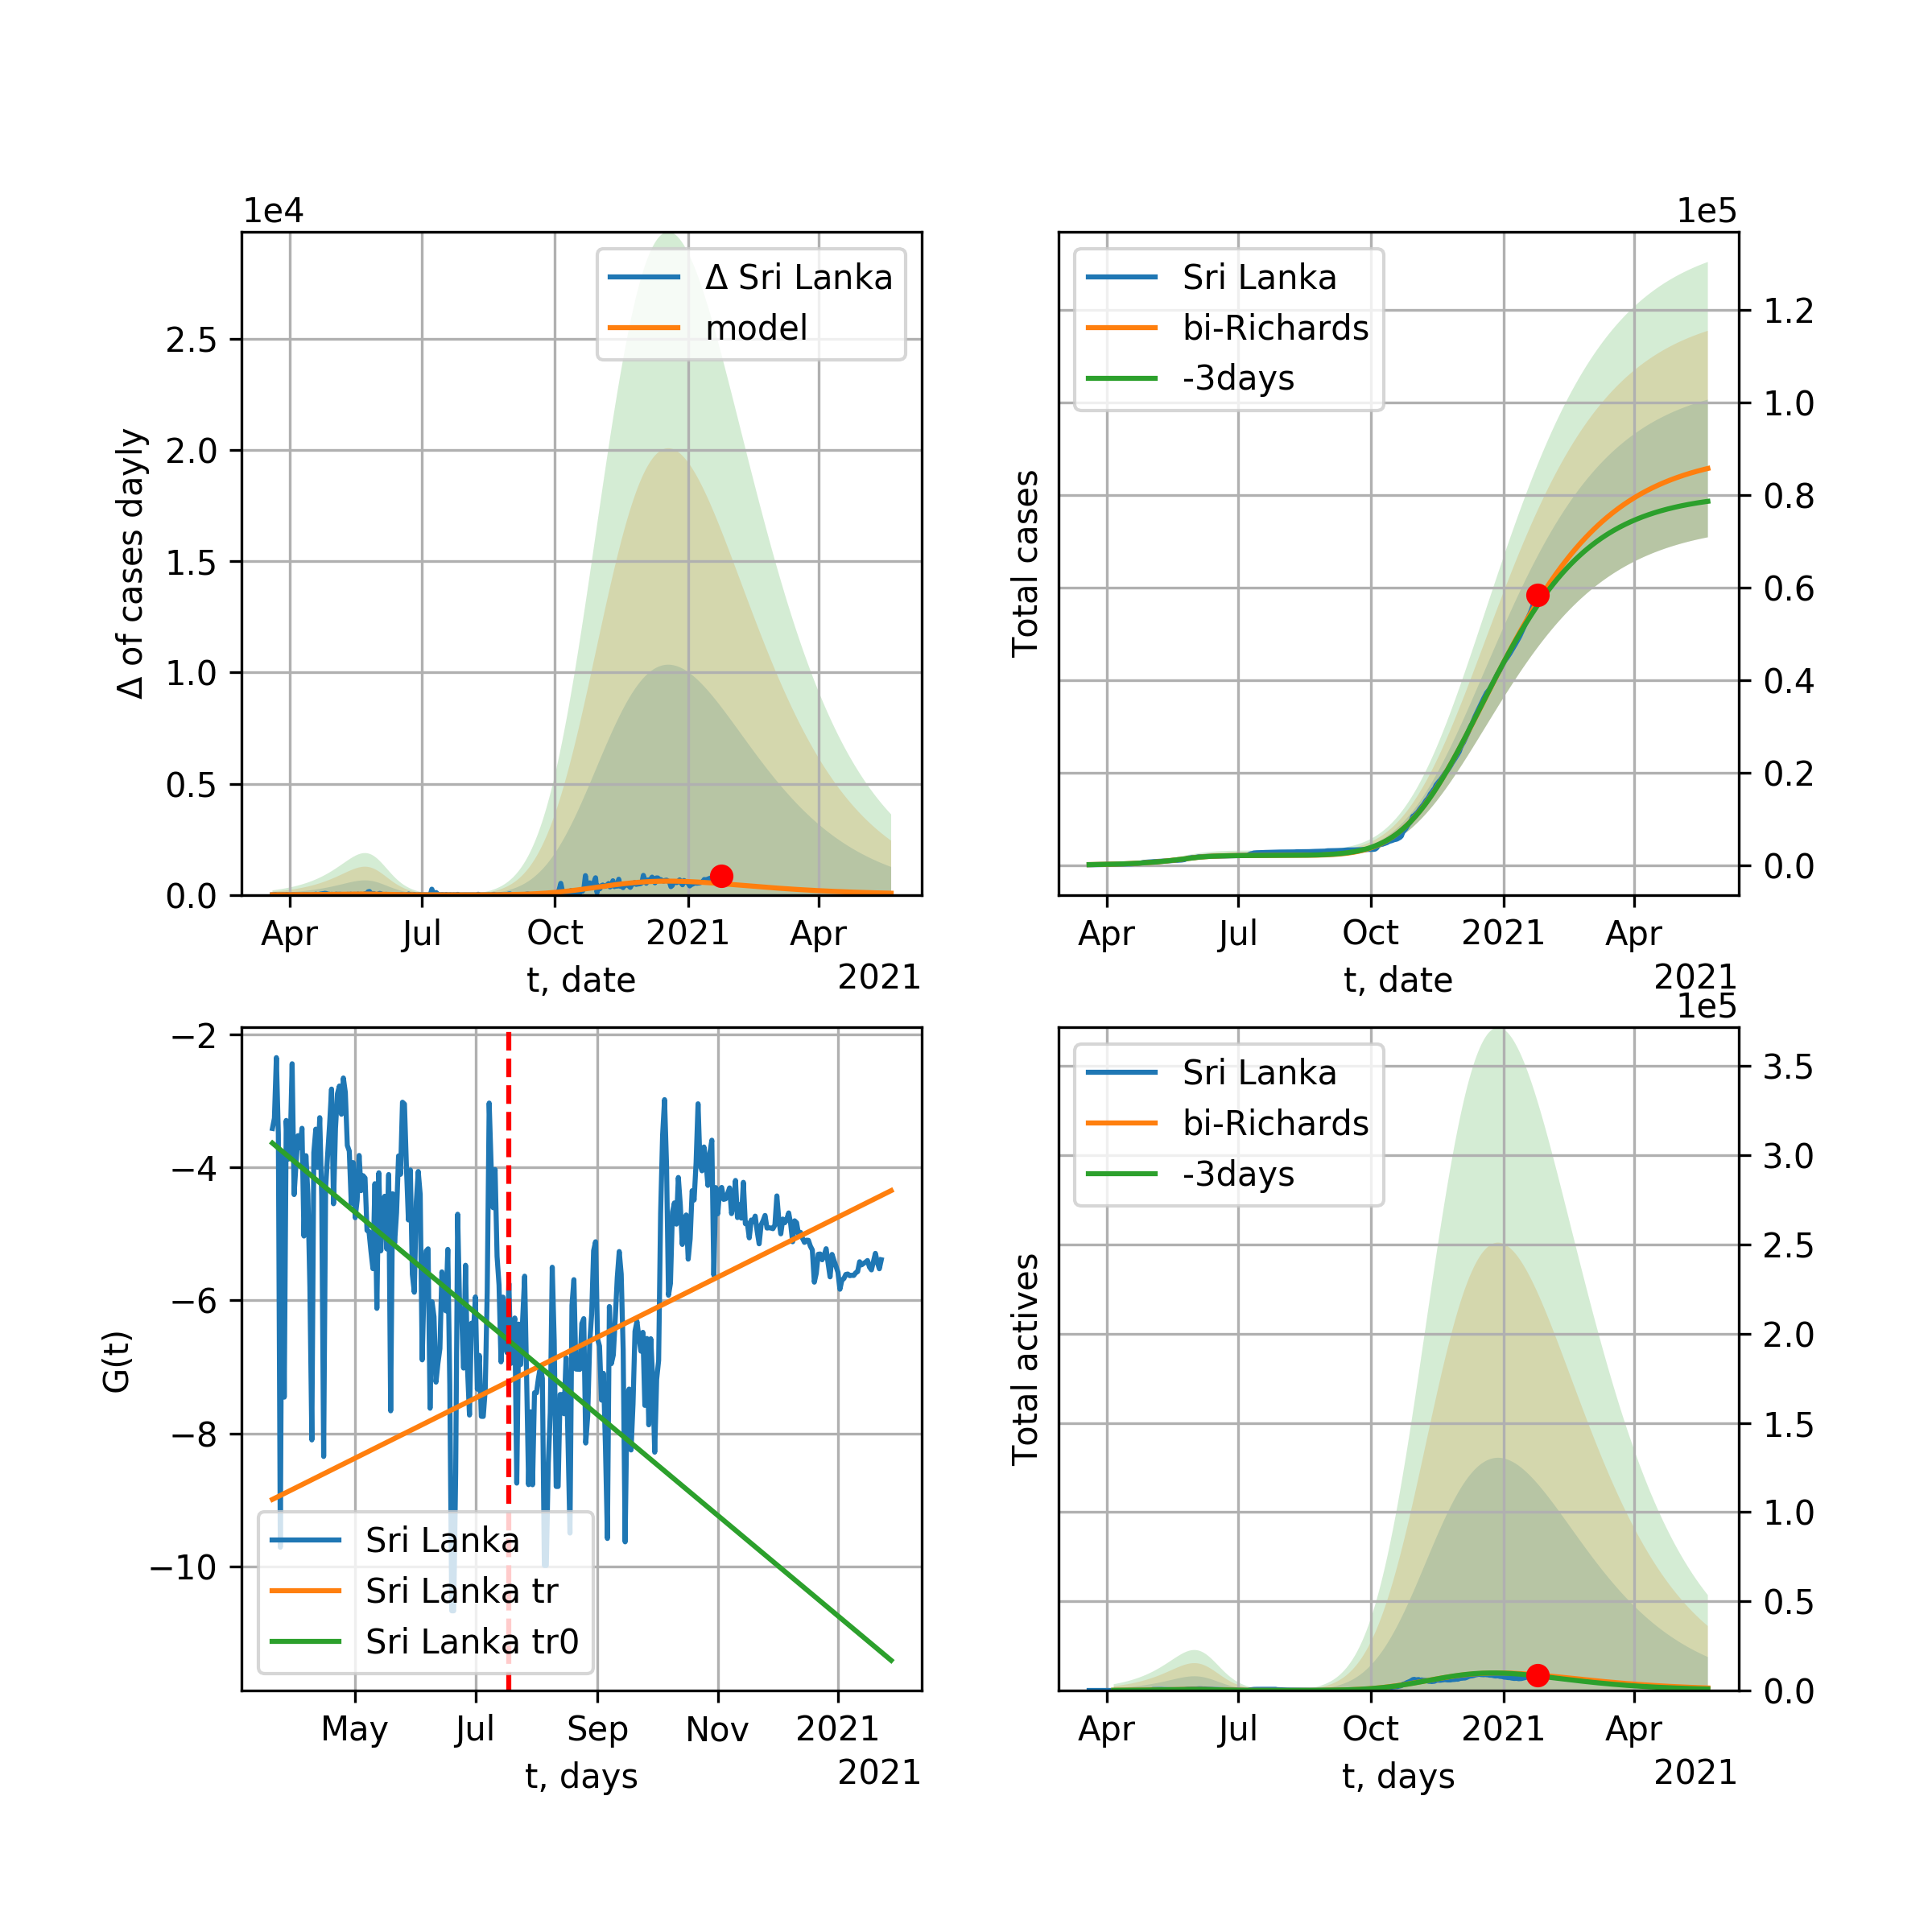 1e4
Δ of cases dayly
2.5
2.0
1.5
1.0
0.5
0.0
Δ Sri Lanka
model
Apr Jul Oct 2021 Apr
t, date
2021
1e5
Sri Lanka
bi-Richards
-3days
Total cases
1.2
1.0
0.8
0.6
0.4
0.2
0.0
Apr Jul Oct 2021 Apr
t, date
2021
G(t)
−2
−4
−6
−8
−10
Sri Lanka
Sri Lanka tr
Sri Lanka tr0
May Jul Sep Nov 2021
t, days
2021
1e5
Sri Lanka
bi-Richards
-3days
Total actives
3.5
3.0
2.5
2.0
1.5
1.0
0.5
0.0
Apr Jul Oct 2021 Apr
t, days
2021